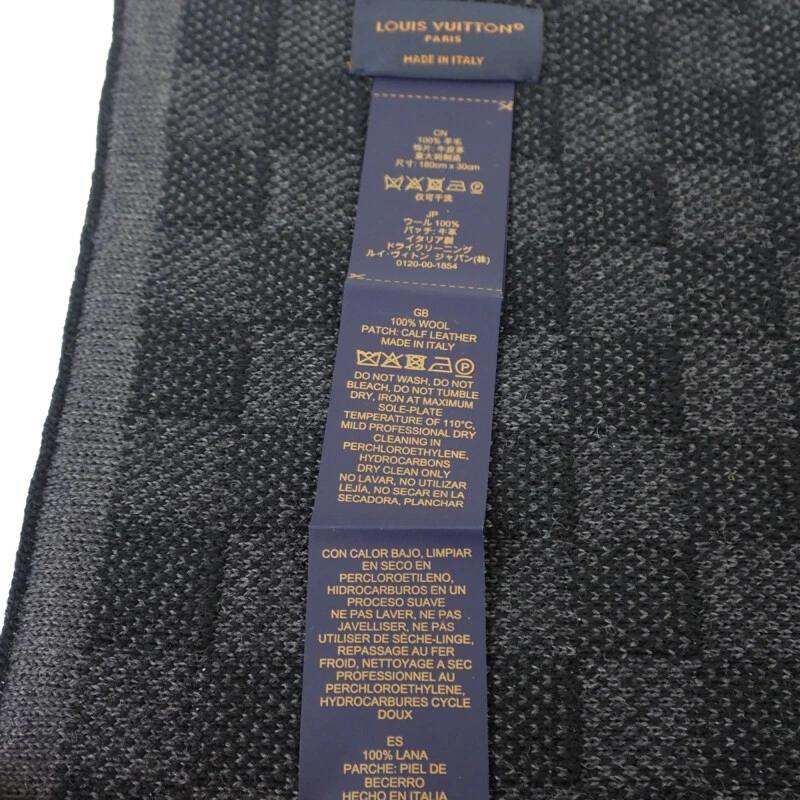 LOUIS VUITTON®
PARIS
MADE IN ITALY
CN
100% 羊毛
饰片: 牛皮革
意大利制造
尺寸: 180cm x 30cm
仅可干洗
JP
ウール 100%
パッチ: 牛革
イタリア製
ドライクリーニング
ルイ・ヴィトン ジャパン(株)
0120-00-1854
GB
100% WOOL
PATCH: CALF LEATHER
MADE IN ITALY
DO NOT WASH, DO NOT
BLEACH, DO NOT TUMBLE
DRY, IRON AT MAXIMUM
SOLE-PLATE
TEMPERATURE OF 110°C,
MILD PROFESSIONAL DRY
CLEANING IN
PERCHLOROETHYLENE,
HYDROCARBONS
DRY CLEAN ONLY
NO LAVAR, NO UTILIZAR
LEJÍA, NO SECAR EN LA
SECADORA, PLANCHAR
CON CALOR BAJO, LIMPIAR
EN SECO EN
PERCLOROETILENO,
HIDROCARBUROS EN UN
PROCESO SUAVE
NE PAS LAVER, NE PAS
JAVELLISER, NE PAS
UTILISER DE SÈCHE-LINGE,
REPASSAGE AU FER
FROID, NETTOYAGE A SEC
PROFESSIONNEL AU
PERCHLOROETHYLENE,
HYDROCARBURES CYCLE
DOUX
ES
100% LANA
PARCHE: PIEL DE
BECERRO
HECHO EN ITALIA